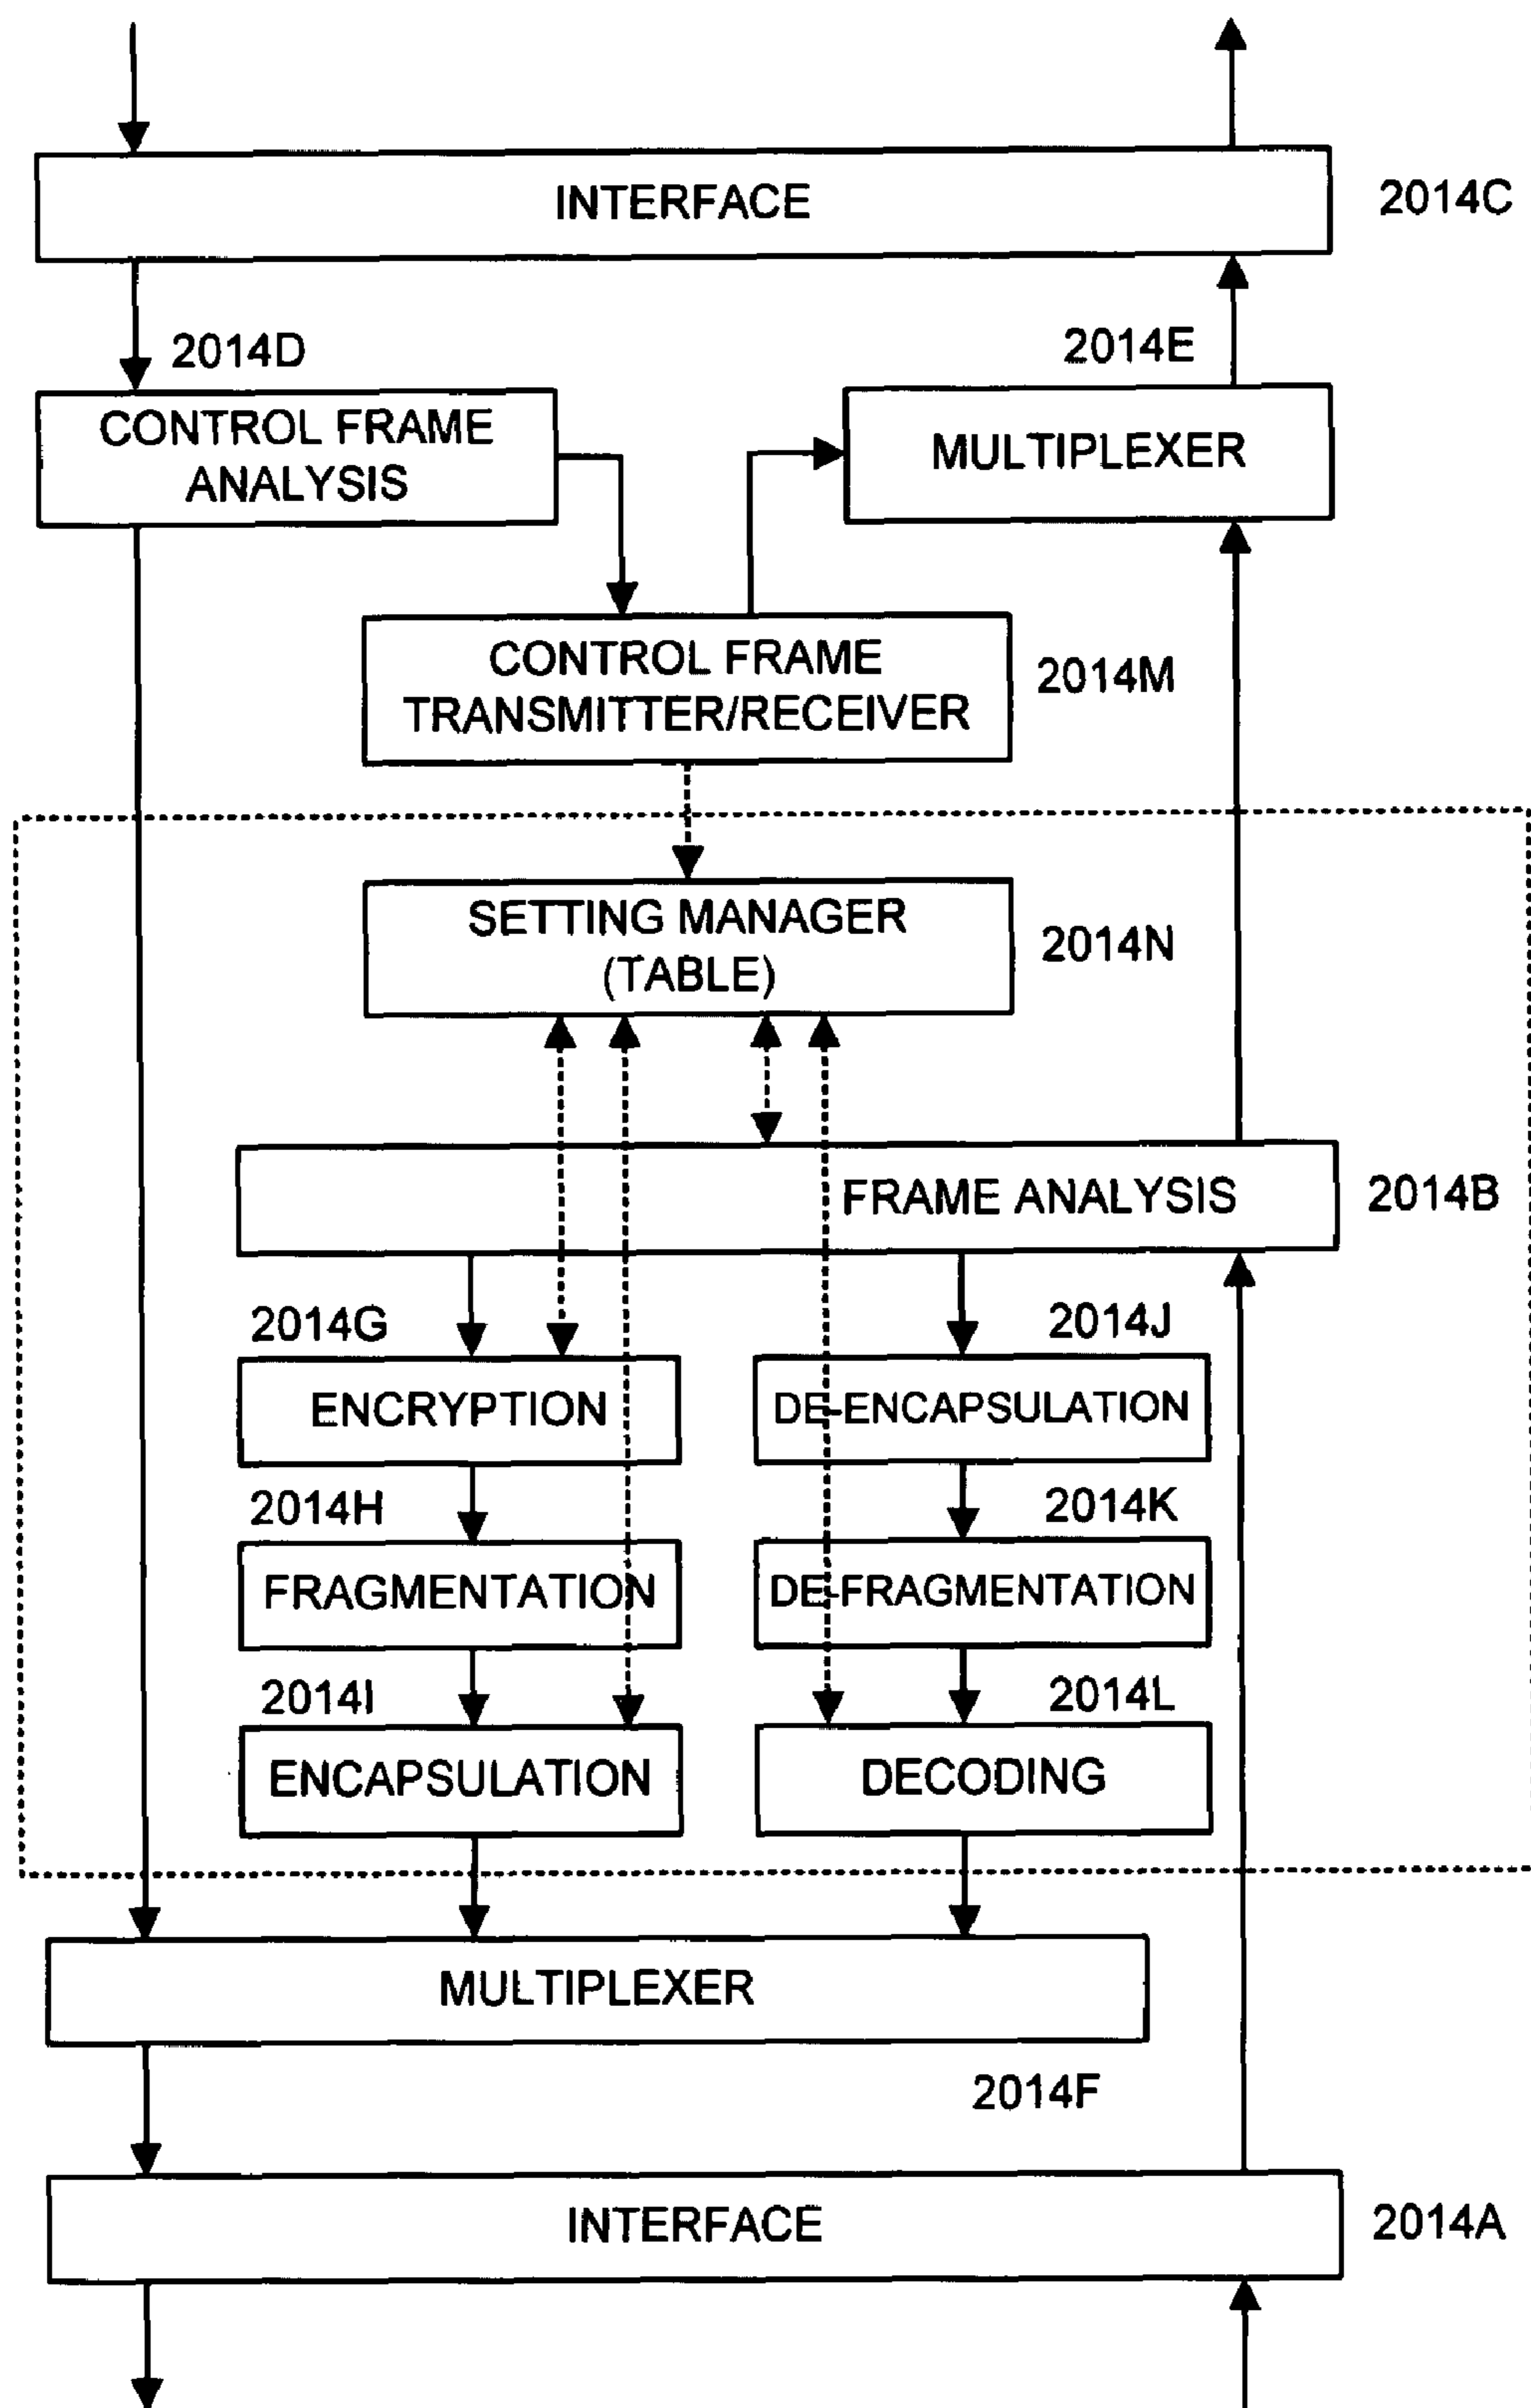 INTERFACE
2014C
2014D
2014E
CONTROL FRAME
ANALYSIS
MULTIPLEXER
CONTROL FRAME
TRANSMITTER/RECEIVER
2014M
SETTING MANAGER
(TABLE)
2014N
FRAME ANALYSIS
2014B
2014G
2014J
ENCRYPTION
DE-ENCAPSULATION
2014H
2014K
FRAGMENTATION
DE-FRAGMENTATION
2014I
2014L
ENCAPSULATION
DECODING
MULTIPLEXER
2014F
INTERFACE
2014A